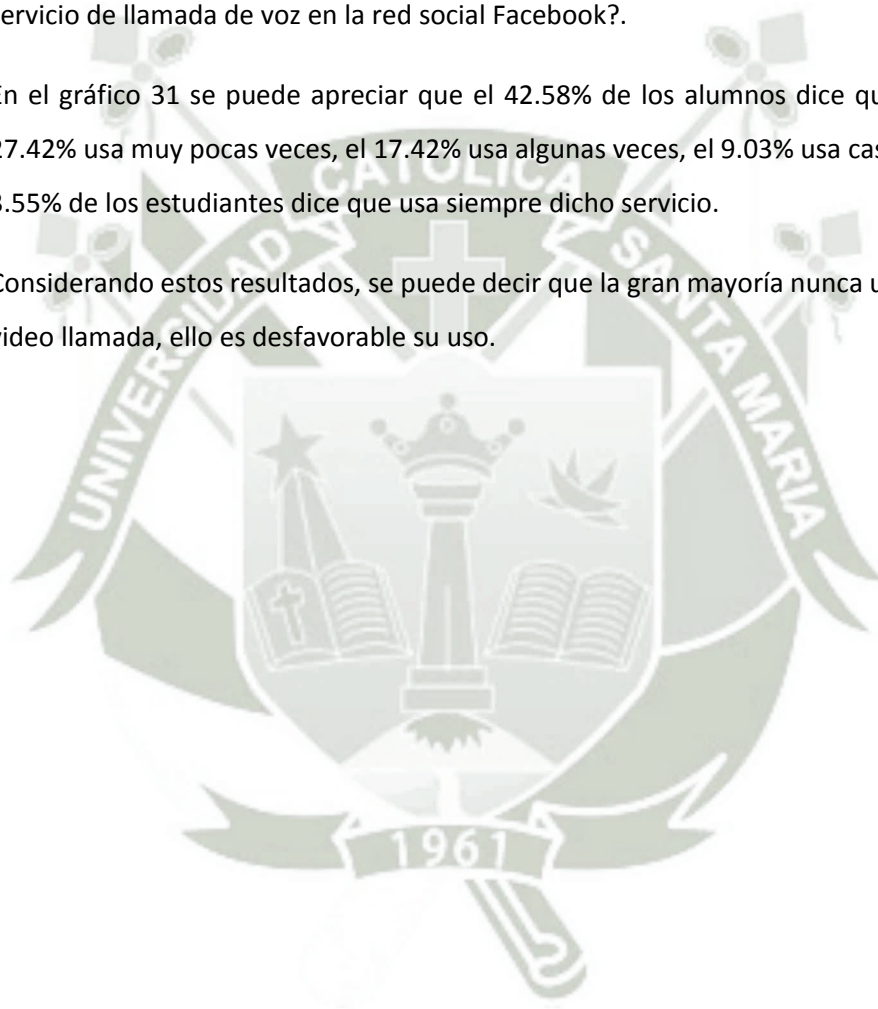 ervicio de llamada de voz en la red social Facebook?.
En el gráfico 31 se puede apreciar que el 42.58% de los alumnos dice qu
27.42% usa muy pocas veces, el 17.42% usa algunas veces, el 9.03% usa cas
3.55% de los estudiantes dice que usa siempre dicho servicio.
Considerando estos resultados, se puede decir que la gran mayoría nunca u
video llamada, ello es desfavorable su uso.
UNIVERSIDAD CATOLICA SANTA MARIA
1961